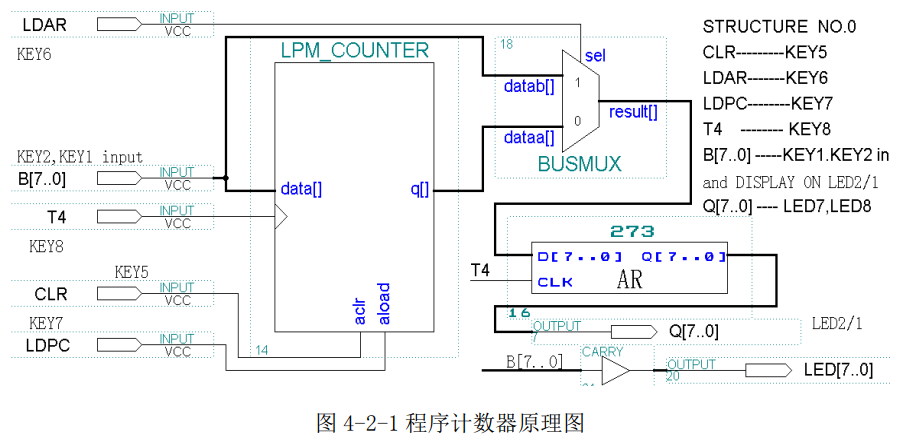 LDAR INPUT VCC
KEY6
LPM_COUNTER
18
sel
datab[]
1
0
dataa[]
result[]
BUSMUX
STRUCTURE NO.0
CLR---------KEY5
LDAR-------KEY6
LDPC--------KEY7
T4 -------- KEY8
B[7..0] -----KEY1.KEY2 in
and DISPLAY ON LED2/1
Q[7..0] ---- LED7,LED8
KEY2,KEY1 input
B[7..0] INPUT VCC
data[] q[]
T4 INPUT VCC
KEY8
KEY5
CLR INPUT VCC
KEY7
LDPC INPUT VCC
aclr
aload
14
273
D[7..0] Q[7..0]
T4
CLK
AR
16
OUTPUT
7
Q[7..0]
LED2/1
B[7..0]
CARRY
OUTPUT
20
LED[7..0]
图 4-2-1 程序计数器原理图